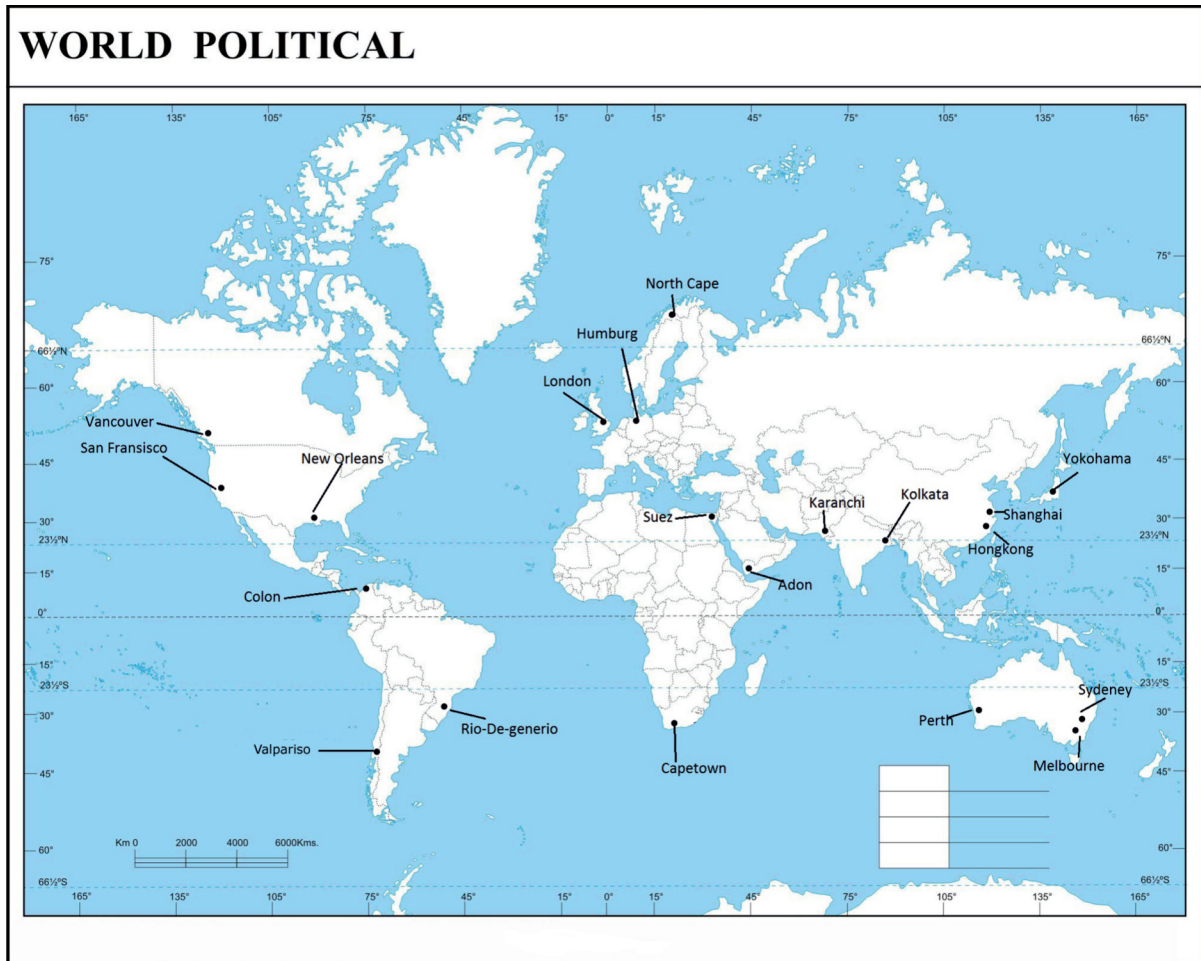 WORLD POLITICAL
165° 135° 105° 75° 45° 15° 0° 15° 45° 75° 105° 135° 165°
75° 75°
North Cape
Humburg
66½°N 66½°N
London
60° 60°
Vancouver
San Fransisco
New Orleans
45° 45°
Yokohama
Karanchi
Kolkata
Suez
Shanghai
30° 30°
23½°N 23½°N
Hongkong
15° 15°
Adon
Colon
0° 0°
15° 15°
23½°S 23½°S
Sydeney
30° 30°
Perth
Rio-De-generio
Valpariso
Capetown
Melbourne
45° 45°
Km 0 2000 4000 6000Kms.
60° 60°
66½°S 66½°S
165° 135° 105° 75° 45° 15° 0° 15° 45° 75° 105° 135° 165°